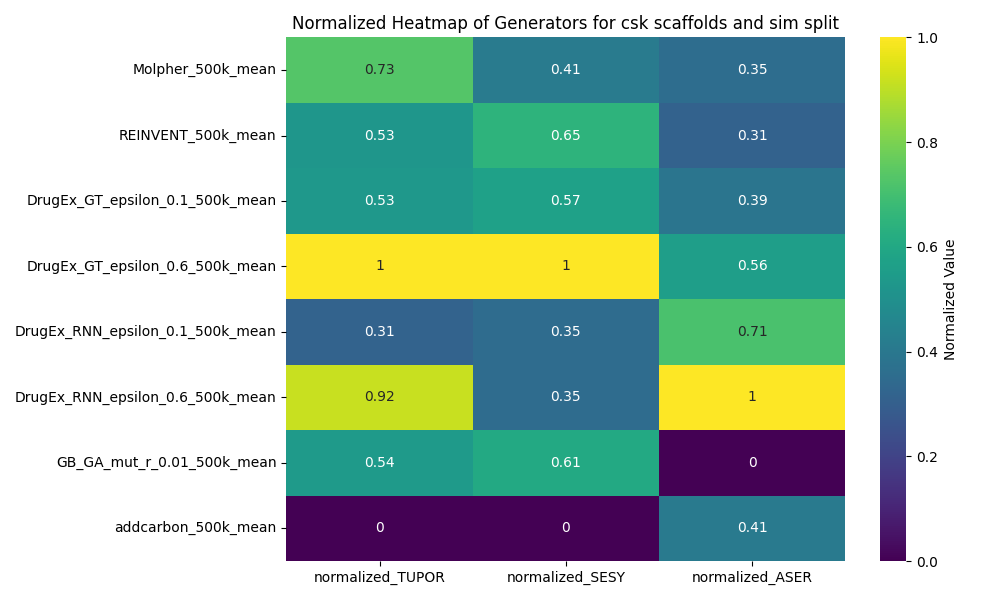 Normalized Heatmap of Generators for csk scaffolds and sim split
Molpher_500k_mean 0.73 0.41 0.35
REINVENT_500k_mean 0.53 0.65 0.31
DrugEx_GT_epsilon_0.1_500k_mean 0.53 0.57 0.39
DrugEx_GT_epsilon_0.6_500k_mean 1 1 0.56
DrugEx_RNN_epsilon_0.1_500k_mean 0.31 0.35 0.71
DrugEx_RNN_epsilon_0.6_500k_mean 0.92 0.35 1
GB_GA_mut_r_0.01_500k_mean 0.54 0.61 0
addcarbon_500k_mean 0 0 0.41
normalized_TUPOR normalized_SESY normalized_ASER
1.0
0.8
0.6
0.4
0.2
0.0
Normalized Value